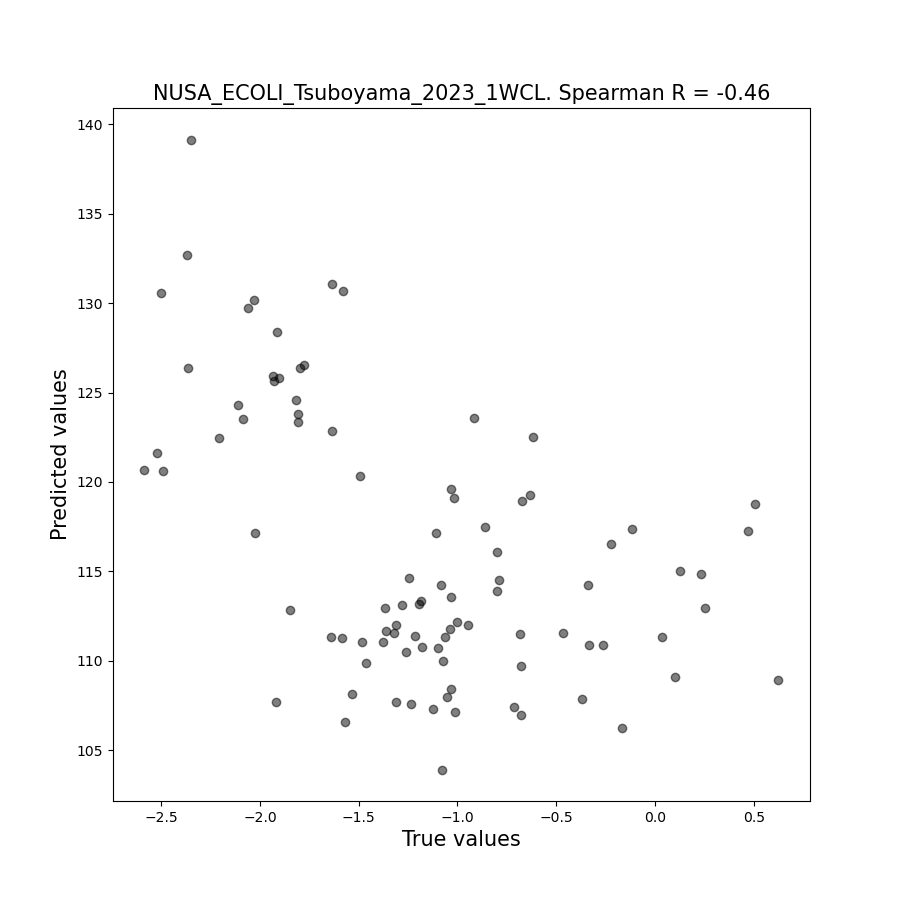 NUSA_ECOLI_Tsuboyama_2023_1WCL. Spearman R = -0.46
140
135
130
125
120
115
110
105
Predicted values
−2.5 −2.0 −1.5 −1.0 −0.5 0.0 0.5
True values